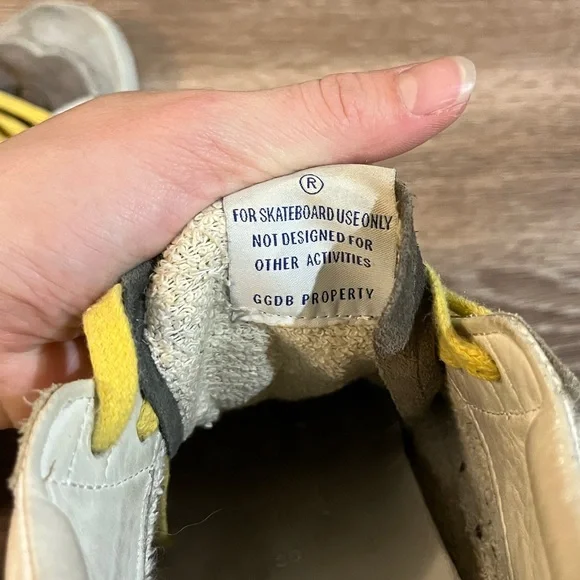 ®
FOR SKATEBOARD USE ONLY
NOT DESIGNED FOR
OTHER ACTIVITIES
GGDB PROPERTY